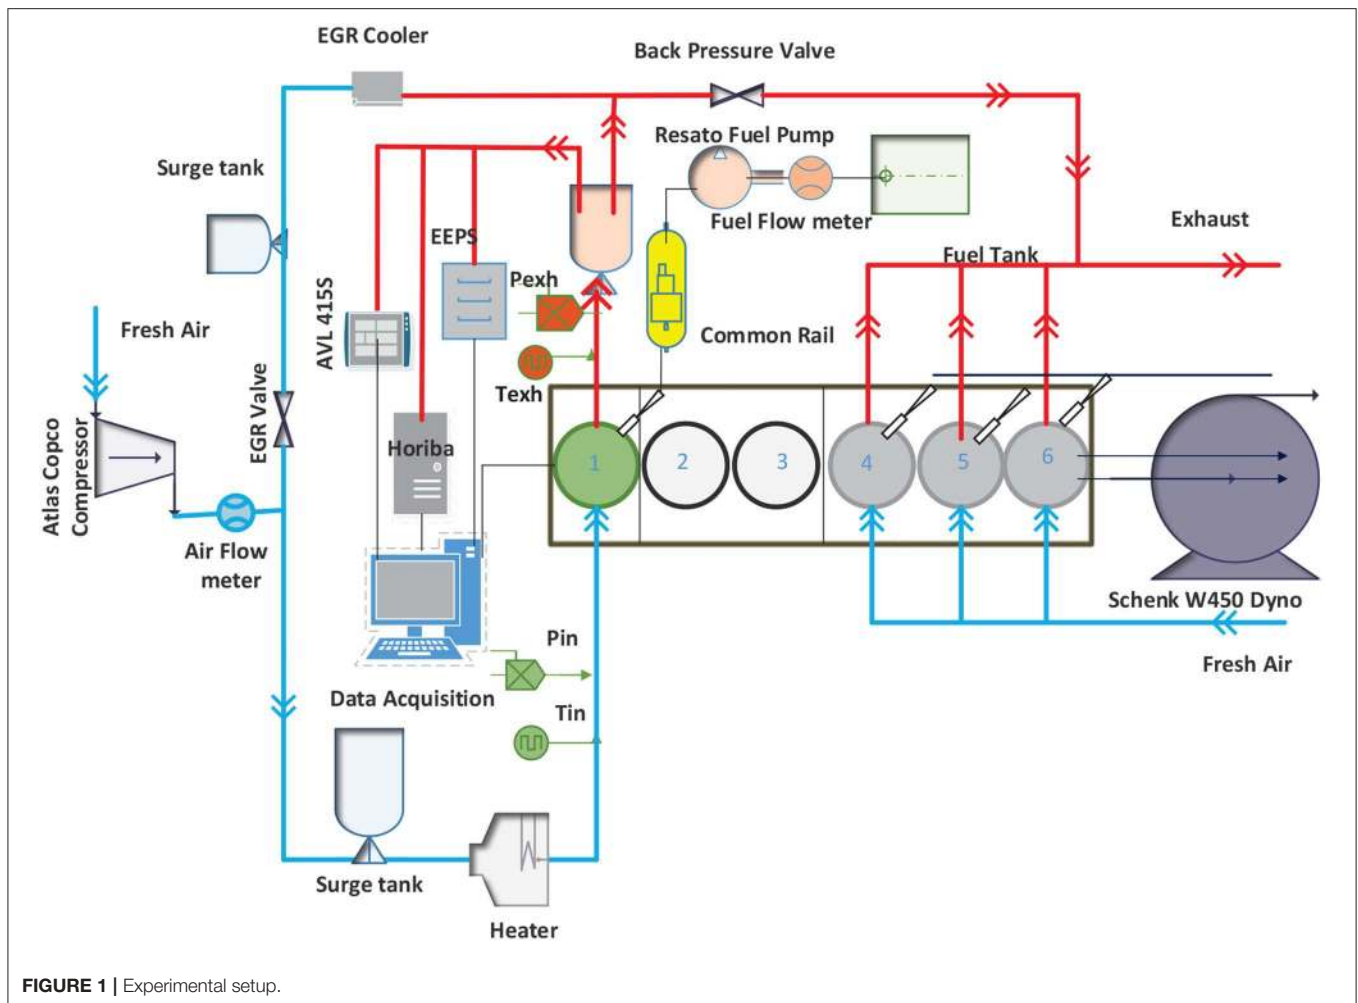 EGR Cooler
Back Pressure Valve
Resato Fuel Pump
Surge tank
Fuel Flow meter
Exhaust
EEPS
Fuel Tank
Pexh
AVL 415S
Fresh Air
Common Rail
Texh
EGR Valve
Horiba
1
2
3
4
5
6
Atlas Copco
Compressor
Air Flow
meter
Schenk W450 Dyno
Pin
Fresh Air
Data Acquisition
Tin
Surge tank
Heater
FIGURE 1 | Experimental setup.